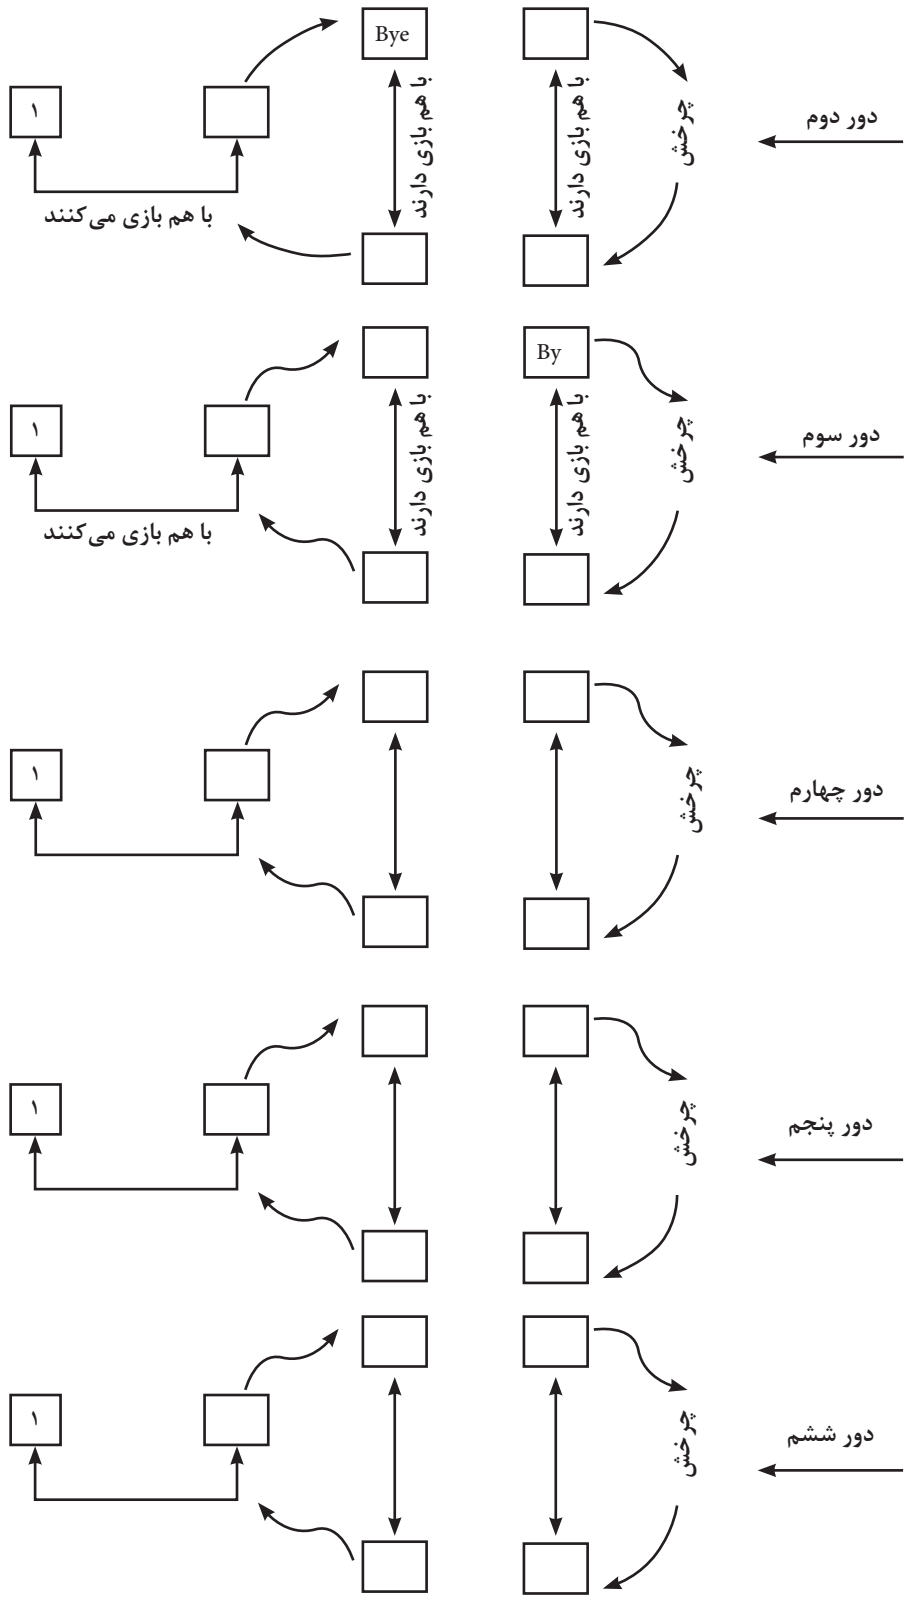 Bye
۱
با هم بازی دارند
با هم بازی دارند
چرخش
دور دوم
با هم بازی می‌کنند
By
۱
با هم بازی دارند
با هم بازی دارند
چرخش
دور سوم
با هم بازی می‌کنند
۱
چرخش
دور چهارم
۱
چرخش
دور پنجم
۱
چرخش
دور ششم